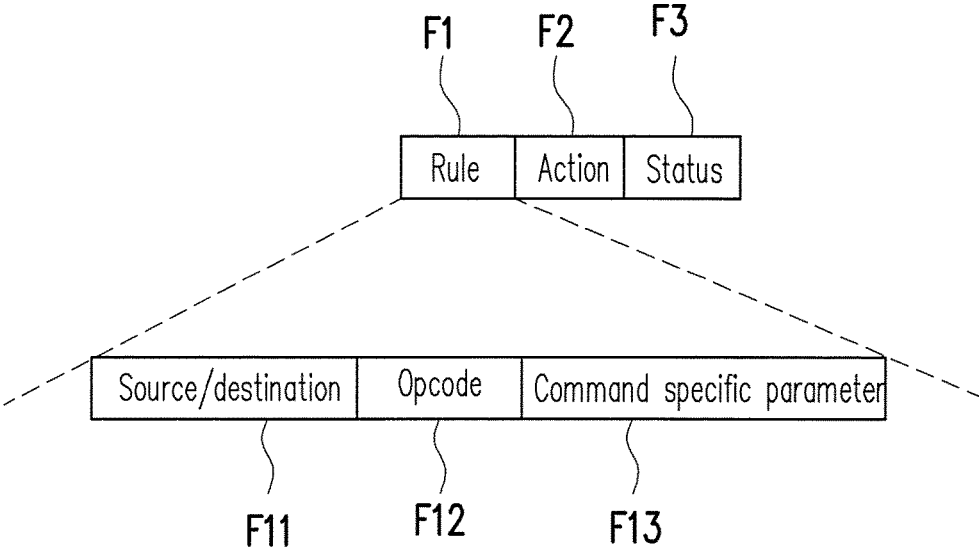 F1 F2 F3
Rule Action Status
Source/destination Opcode Command specific parameter
F11 F12 F13